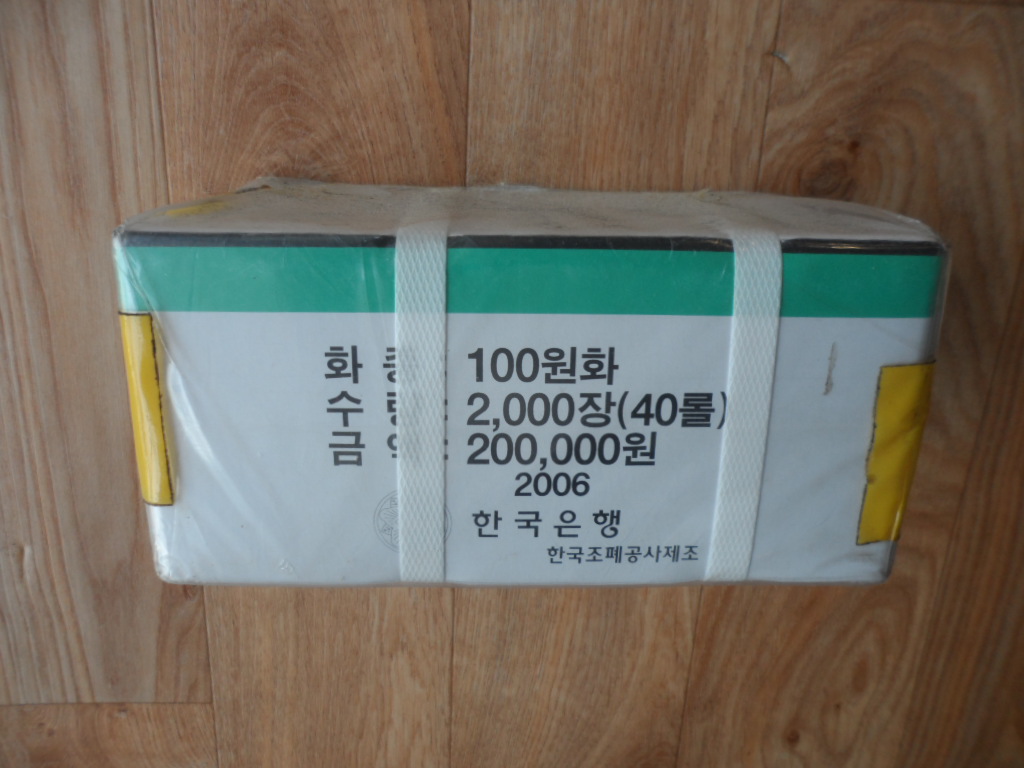 화 : 100원화
수 : 2,000장(40롤)
금 : 200,000원
2006
한국은행
한국조폐공사제조